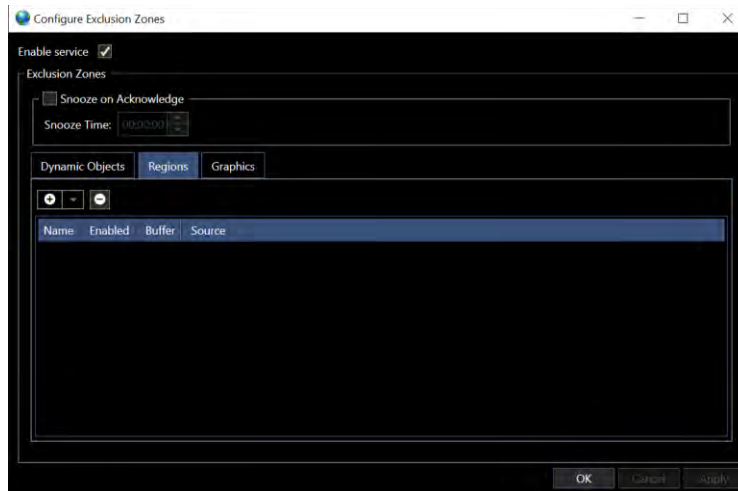 Configure Exclusion Zones
Enable service
Exclusion Zones
Snooze on Acknowledge
Snooze Time: 00:00:00
Dynamic Objects Regions Graphics
Name Enabled Buffer Source
OK Cancel Apply